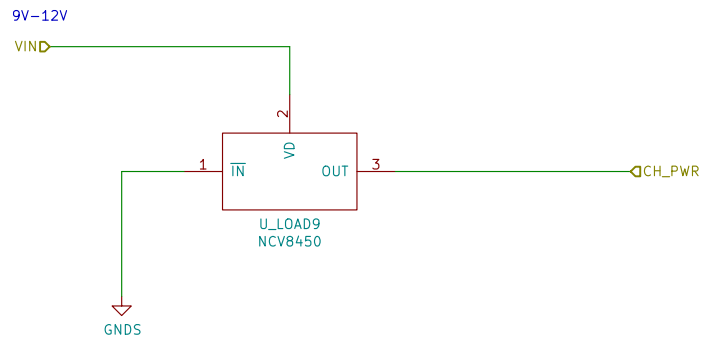 9V-12V
VIN
2
VD
1
IN
OUT
3
CH_PWR
U_LOAD9
NCV8450
GNDS